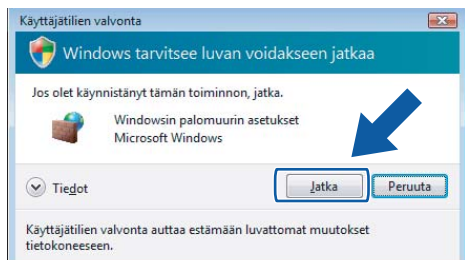 Käyttäjätilien valvonta
Windows tarvitsee luvan voidakseen jatkaa
Jos olet käynnistänyt tämän toiminnon, jatka.
Windowsin palomuurin asetukset
Microsoft Windows
Tiedot
Jatka
Peruuta
Käyttäjätilien valvonta auttaa estämään luvattomat muutokset
tietokoneeseen.